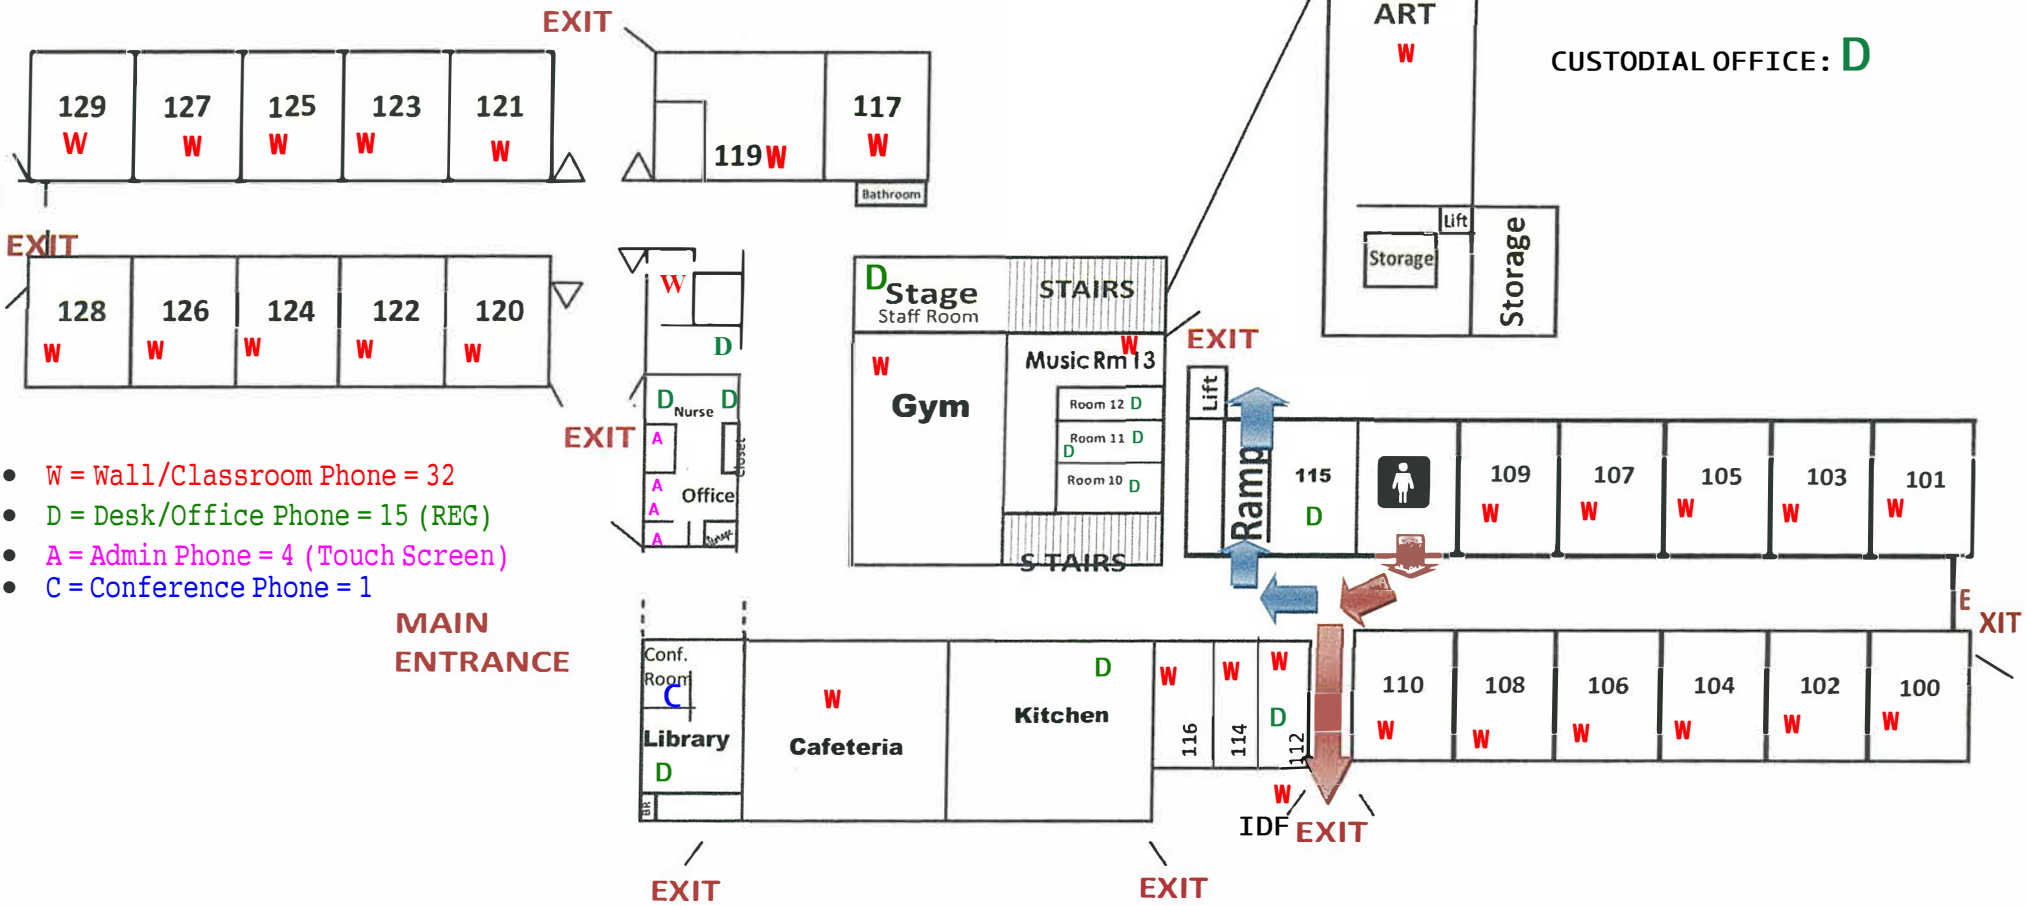 EXIT
ART
W
CUSTODIAL OFFICE: D
129 127 125 123 121
W W W W W
117
W
119 W
Bathroom
Lift
Storage
Storage
EXIT
128 126 124 122 120
W W W W W
W
D
D Nurse D
A
Closet
A
Office
A
A
Storage
EXIT
D
Stage
Staff Room
STAIRS
W
Music Rm 13
W
Gym
Room 12 D
Room 11 D
D
Room 10 D
STAIRS
EXIT
Lift
Ramp
115
D
109 107 105 103 101
W W W W W
• W = Wall/Classroom Phone = 32
• D = Desk/Office Phone = 15 (REG)
• A = Admin Phone = 4 (Touch Screen)
• C = Conference Phone = 1
MAIN
ENTRANCE
E
XIT
Conf.
Room
C
Library
D
BR
W
Cafeteria
D
Kitchen
W W W
D
116 114 112
W
IDF
EXIT
110 108 106 104 102 100
W W W W W W
EXIT
EXIT